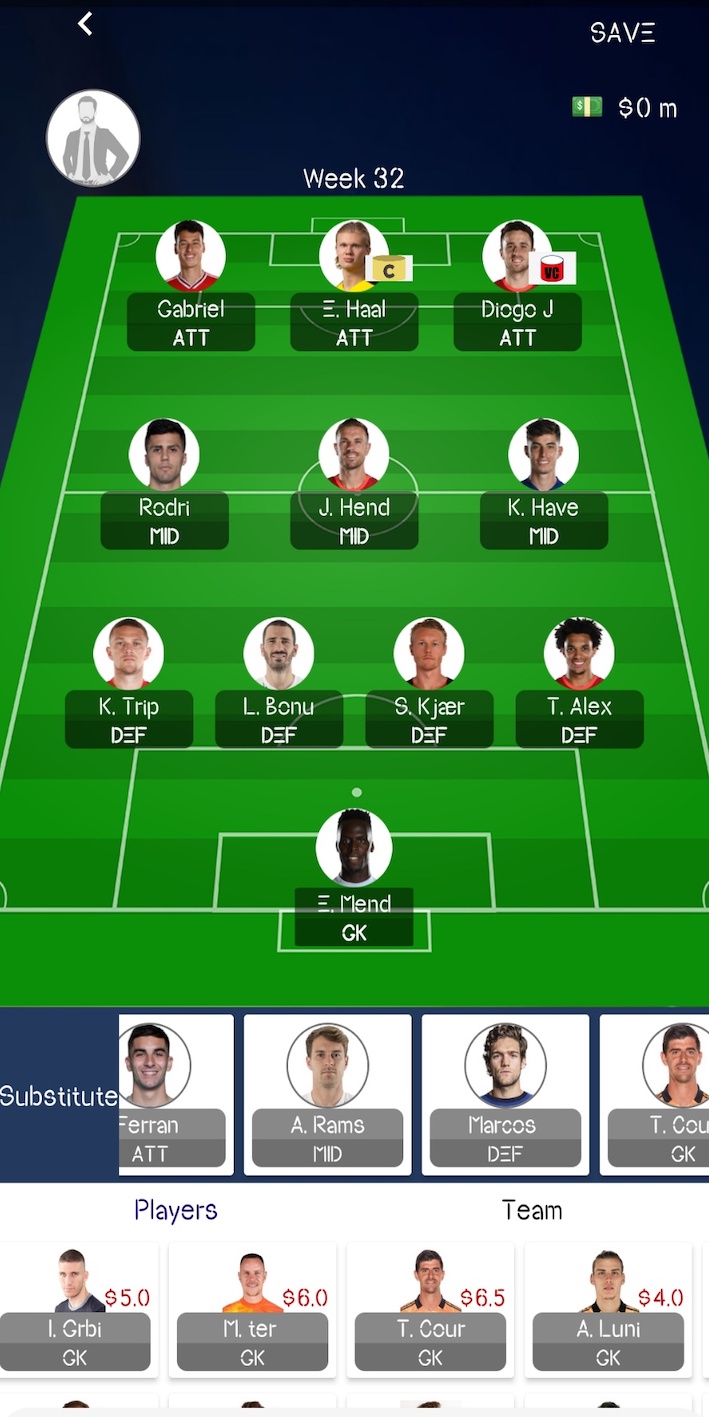 SAVE
$0 m
Week 32
C
VC
Gabriel
E. Haal
Diogo J
ATT
ATT
ATT
Rodri
J. Hend
K. Have
MID
MID
MID
K. Trip
L. Bonu
S. Kjær
T. Alex
DEF
DEF
DEF
DEF
E. Mend
GK
Substitute
Ferran
A. Rams
Marcos
T. Cou
ATT
MID
DEF
GK
Players
Team
$5.0
$6.0
$6.5
$4.0
I. Grbi
M. ter
T. Cour
A. Luni
GK
GK
GK
GK